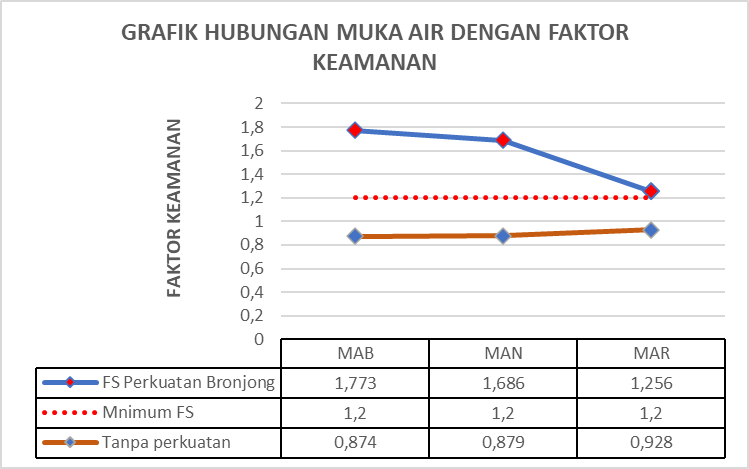 GRAFIK HUBUNGAN MUKA AIR DENGAN FAKTOR
KEAMANAN
FAKTOR KEAMANAN
2
1,8
1,6
1,4
1,2
1
0,8
0,6
0,4
0,2
0
MAB MAN MAR
FS Perkuatan Bronjong 1,773 1,686 1,256
Mnimum FS 1,2 1,2 1,2
Tanpa perkuatan 0,874 0,879 0,928